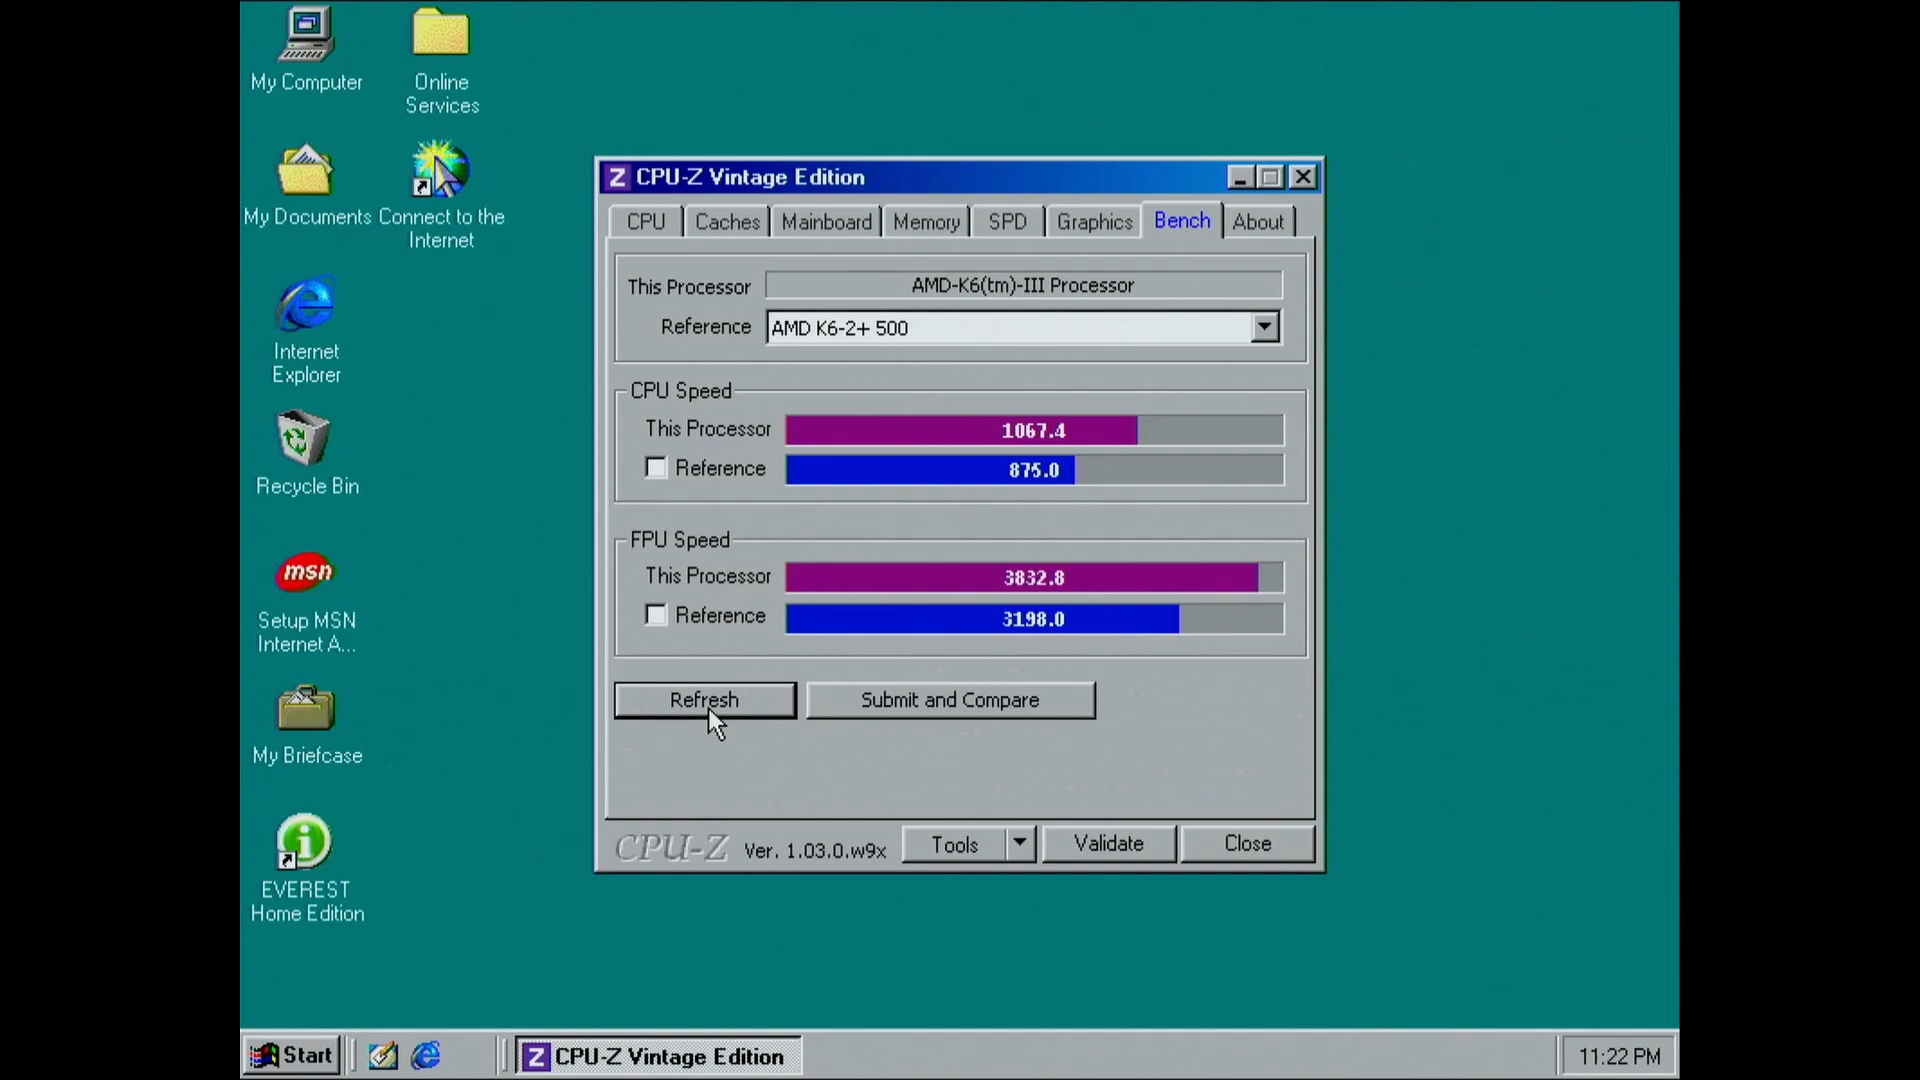 My Computer
Online
Services
My Documents
Connect to the
Internet
Internet
Explorer
Recycle Bin
msn
Setup MSN
Internet A...
My Briefcase
EVEREST
Home Edition
Z CPU-Z Vintage Edition
CPU Caches Mainboard Memory SPD Graphics Bench About
This Processor AMD-K6(tm)-III Processor
Reference AMD K6-2+ 500
CPU Speed
This Processor 1067.4
Reference 875.0
FPU Speed
This Processor 3832.8
Reference 3198.0
Refresh Submit and Compare
CPU-Z Ver. 1.03.0.w9x Tools Validate Close
Start Z CPU-Z Vintage Edition 11:22 PM